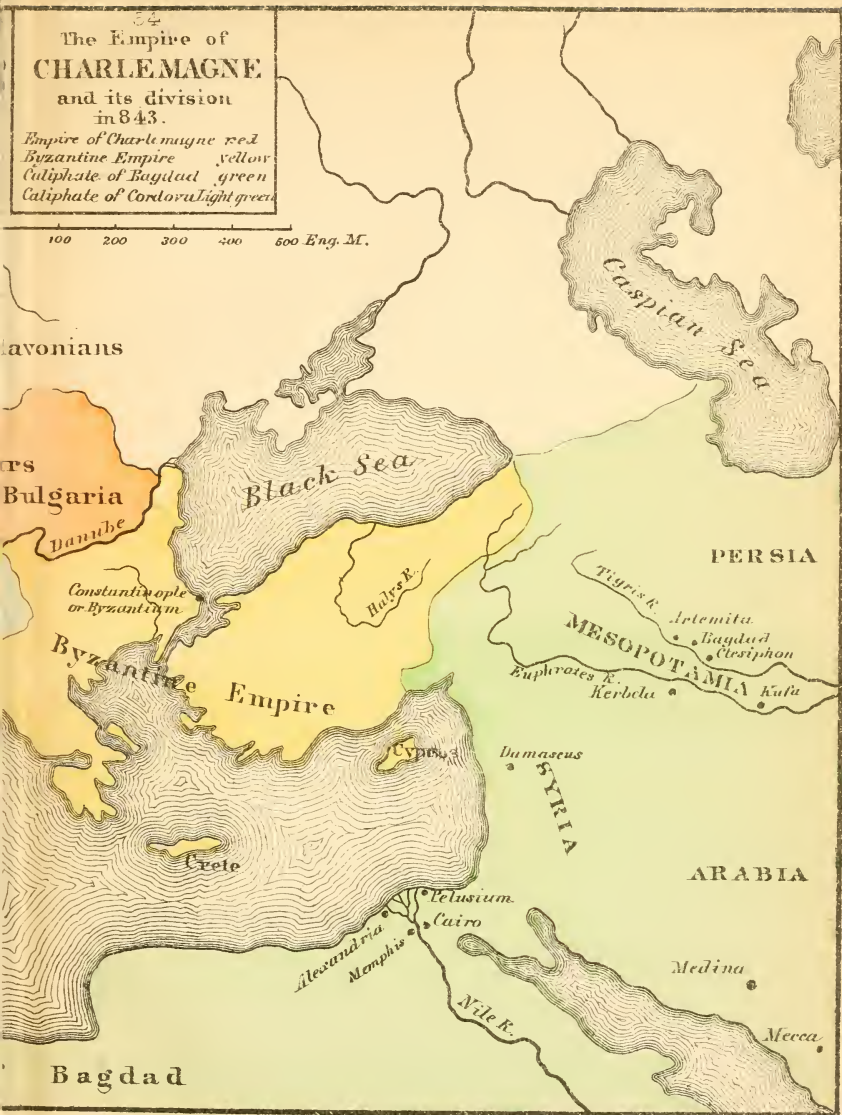 54
The Empire of
CHARLEMAGNE
and its division
in 843.
Empire of Charlemagne red
Byzantine Empire yellow
Caliphate of Bagdad green
Caliphate of Cordova Light green
100 200 300 400 500 Eng. M.
Caspian Sea
avonians
Black Sea
rs
Bulgaria
Danube
PERSIA
Constantinople
or Byzantium
Halys R.
Tigris R.
Artemita
Bagdad
Ctesiphon
MESOPOTAMIA
Byzantine Empire
Euphrates R.
Kerbela
Kufa
Cyprus
Damascus
SYRIA
Crete
ARABIA
Pelusium
Cairo
Alexandria
Memphis
Medina
Nile R.
Mecca
Bagdad